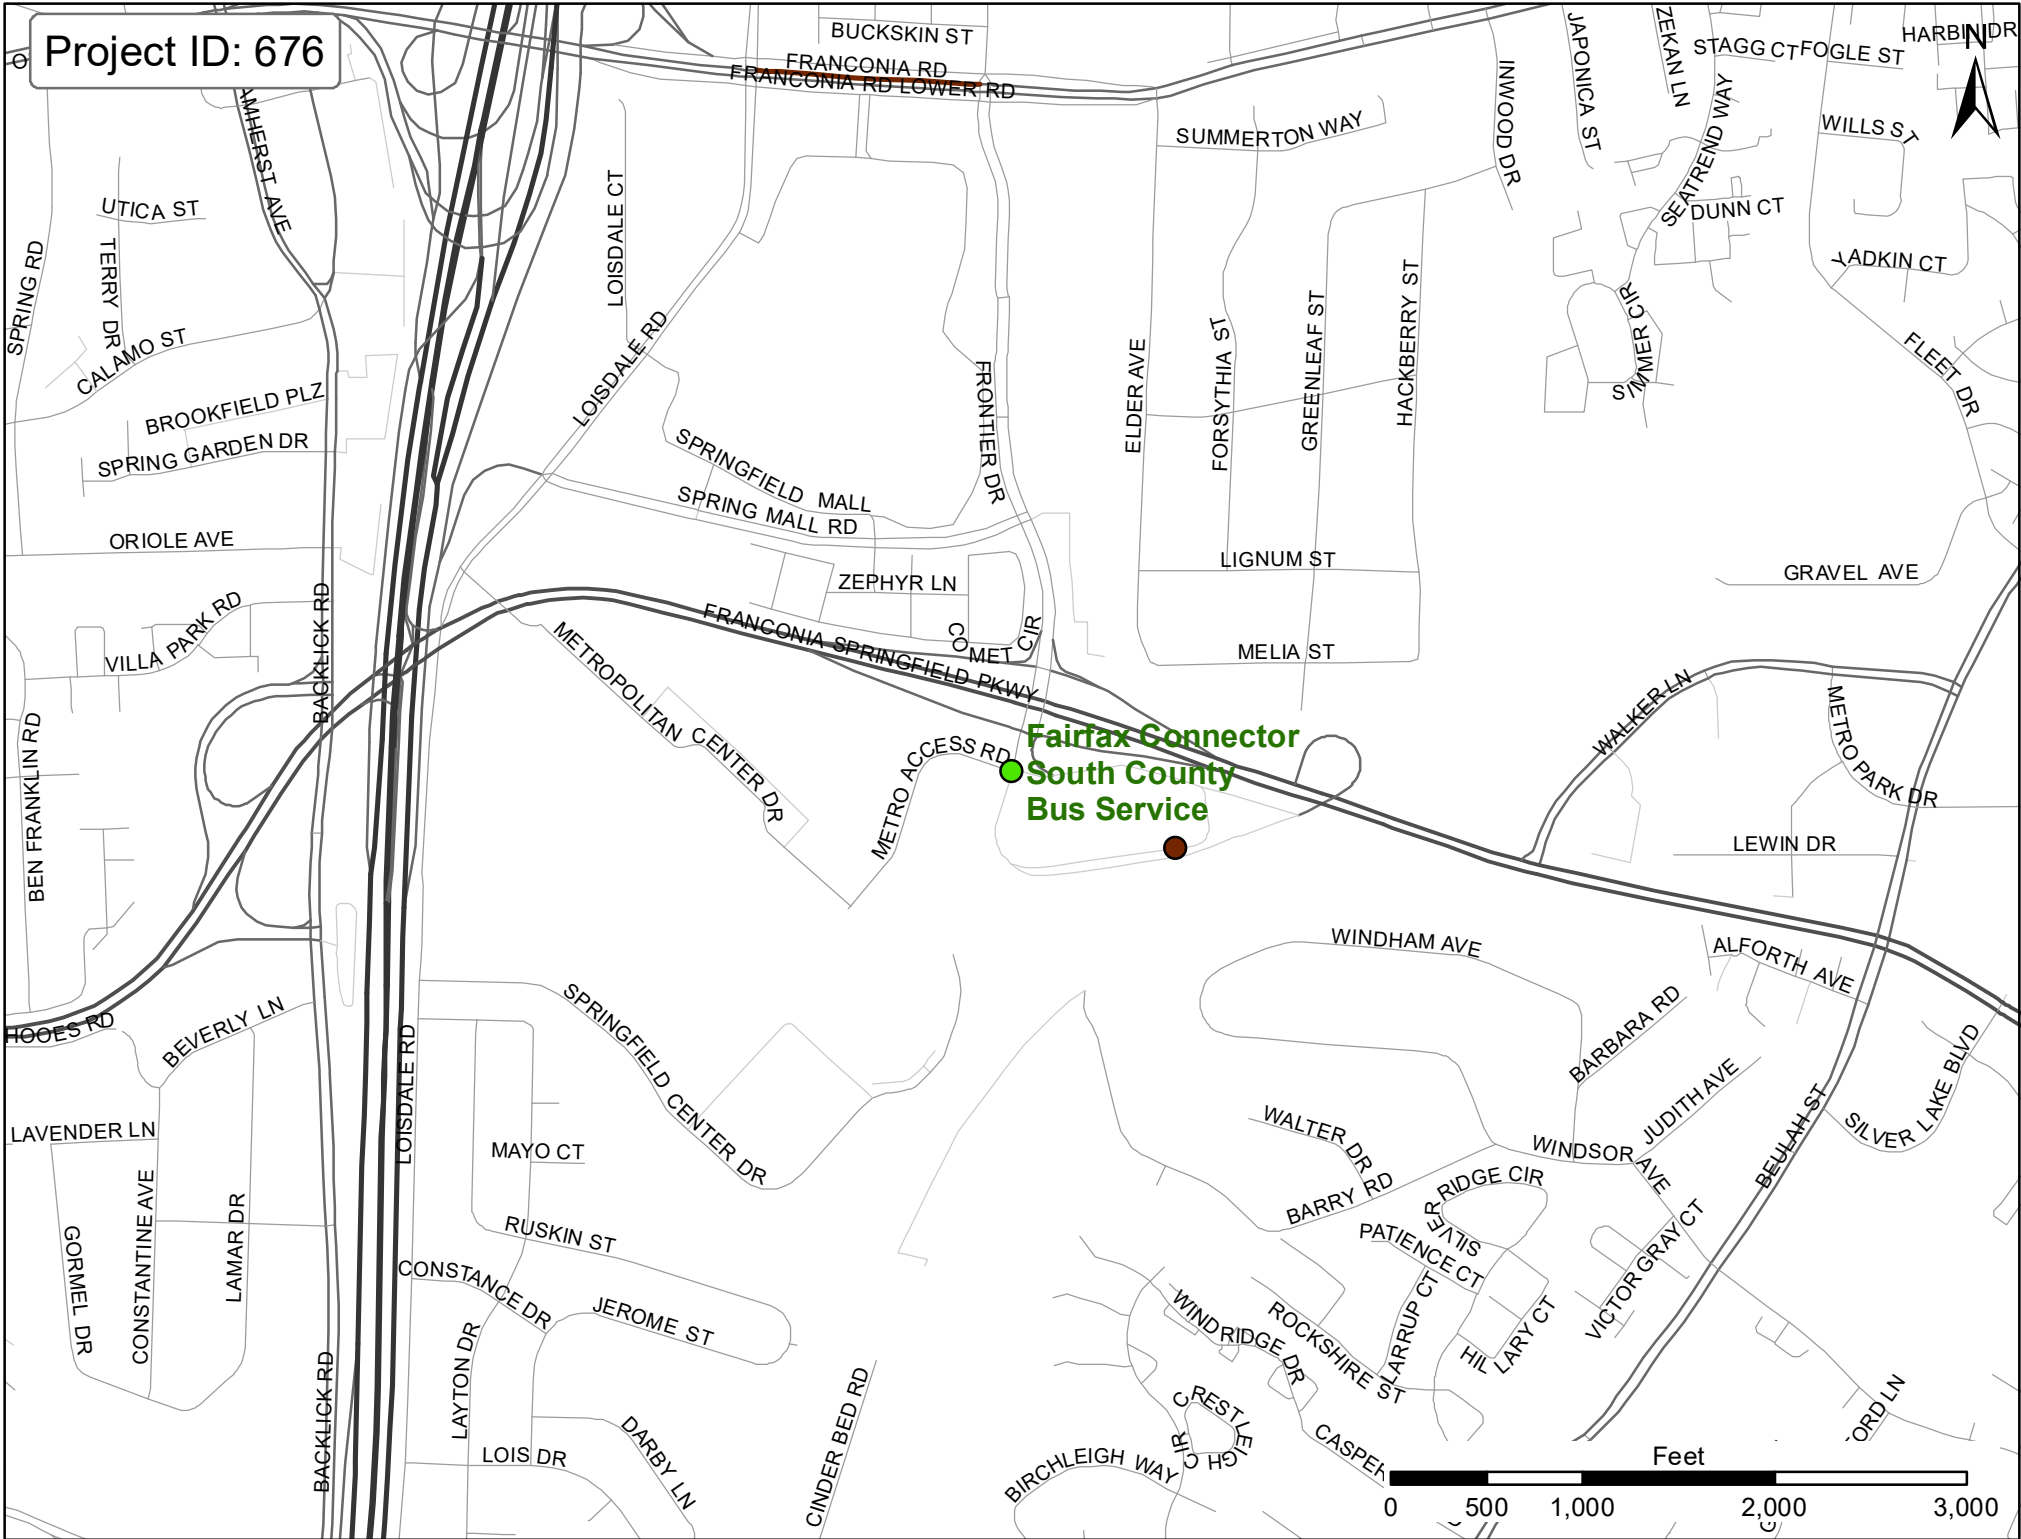 Project ID: 676
N
BUCKSKIN ST
FRANCONIA RD
FRANCONIA RD LOWER RD
SUMMERTON WAY
INWOOD DR
JAPONICA ST
ZEKAN LN
STAGG CT
FOGLE ST
HARBIN DR
SEATREND WAY
WILLS ST
DUNN CT
YADKIN CT
AMHERST AVE
UTICA ST
TERRY DR
SPRING RD
CALAMO ST
BROOKFIELD PLZ
SPRING GARDEN DR
ORIOLE AVE
LOISDALE CT
LOISDALE RD
FRONTIER DR
ELDER AVE
FORSYTHIA ST
GREENLEAF ST
HACKBERRY ST
SIMMER CIR
FLEET DR
SPRINGFIELD MALL
SPRING MALL RD
ZEPHYR LN
COMET CIR
LIGNUM ST
MELIA ST
GRAVEL AVE
VILLA PARK RD
BACKLICK RD
FRANCONIA SPRINGFIELD PKWY
METROPOLITAN CENTER DR
METRO ACCESS RD
Fairfax Connector
South County
Bus Service
WALKER LN
METRO PARK DR
LEWIN DR
BEN FRANKLIN RD
WINDHAM AVE
ALFORTH AVE
BARBARA RD
JUDITH AVE
SILVER LAKE BLVD
BEULAH ST
HOOES RD
BEVERLY LN
SPRINGFIELD CENTER DR
LOISDALE RD
LAVENDER LN
MAYO CT
WALTER DR
BARRY RD
WINDSOR AVE
SILVER RIDGE CIR
PATIENCE CT
VICTOR GRAY CT
CONSTANTINE AVE
LAMAR DR
GORMEL DR
RUSKIN ST
CONSTANCE DR
JEROME ST
LAYTON DR
WINDRIDGE DR
ROCKSHIRE ST
LARRUP CT
HILLARY CT
BACKLICK RD
LOIS DR
DARBY LN
CINDER BED RD
BIRCHLEIGH WAY
CRESTLEIGH CIR
CASPER
ORD LN
Feet
0 500 1,000 2,000 3,000